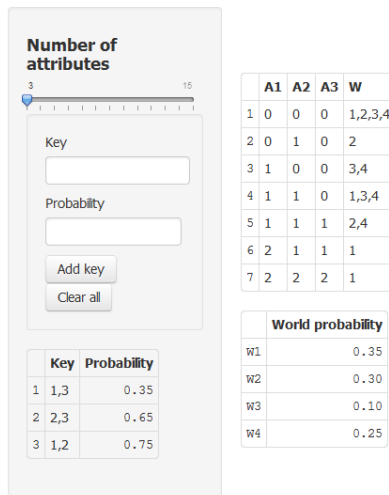 Number of
attributes
3 15
Key
Probability
Add key
Clear all
Key Probability
1 1,3 0.35
2 2,3 0.65
3 1,2 0.75
A1 A2 A3 W
1 0 0 0 1,2,3,4
2 0 1 0 2
3 1 0 0 3,4
4 1 1 0 1,3,4
5 1 1 1 2,4
6 2 1 1 1
7 2 2 2 1
World probability
W1 0.35
W2 0.30
W3 0.10
W4 0.25